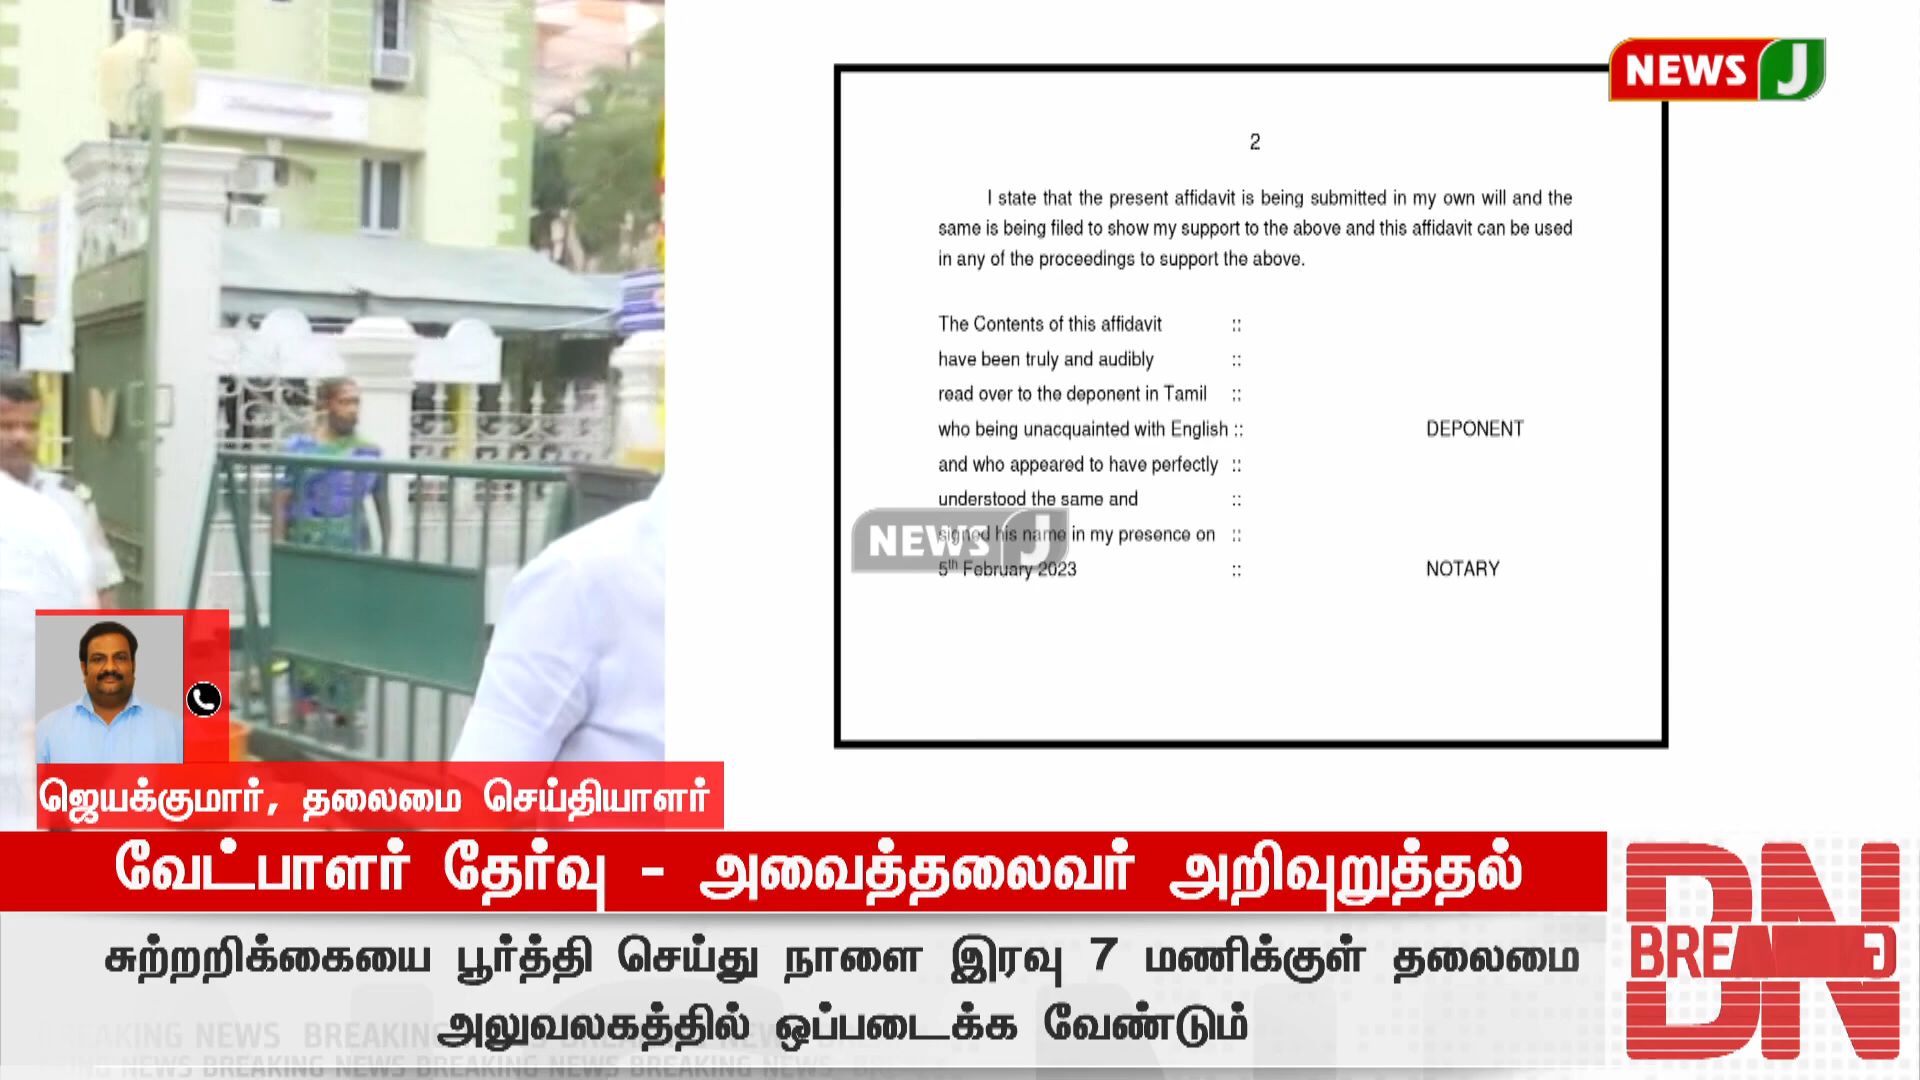 NEWS J
2
I state that the present affidavit is being submitted in my own will and the
same is being filed to show my support to the above and this affidavit can be used
in any of the proceedings to support the above.
The Contents of this affidavit ::
have been truly and audibly ::
read over to the deponent in Tamil ::
who being unacquainted with English :: DEPONENT
and who appeared to have perfectly ::
understood the same and ::
signed his name in my presence on ::
5th February 2023 :: NOTARY
NEWS J
ஜெயக்குமார், தலைமை செய்தியாளர்
வேட்பாளர் தேர்வு - அவைத்தலைவர் அறிவுறுத்தல்
சுற்றறிக்கையை பூர்த்தி செய்து நாளை இரவு 7 மணிக்குள் தலைமை
அலுவலகத்தில் ஒப்படைக்க வேண்டும்
BN
BREAKING NEWS BREAKING NEWS BREAKING NEWS